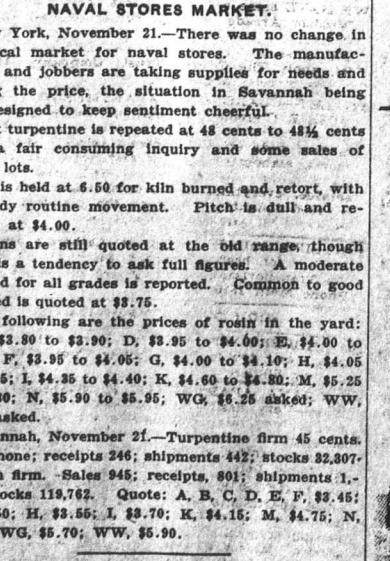 NAVAL STORES MARKET.
York, November 21.—There was no change in
cal market for naval stores. The manufac-
and jobbers are taking supplies for needs and
the price, the situation in Savannah being
esigned to keep sentiment cheerful.
turpentine is repeated at 48 cents to 48½ cents
a fair consuming inquiry and some sales of
lots.
is held at 6.50 for kiln burned and retort, with
dy routine movement. Pitch is dull and re-
at $4.00.
ns are still quoted at the old range, though
s a tendency to ask full figures. A moderate
d for all grades is reported. Common to good
ed is quoted at $3.75.
following are the prices of rosin in the yard:
$3.80 to $3.90; D, $3.95 to $4.00; E, $4.00 to
F, $3.95 to $4.05; G, $4.00 to $4.10; H, $4.05
5; I, $4.35 to $4.40; K, $4.60 to $4.80; M, $5.25
0; N, $5.90 to $5.95; WG, $6.25 asked; WW,
asked.
nnah, November 21.—Turpentine firm 45 cents.
none; receipts 246; shipments 442; stocks 32,307.
n firm. Sales 945; receipts, 801; shipments 1,-
ocks 119,762. Quote: A, B, C, D, E, F, $3.45;
50; H, $3.55; I, $3.70; K, $4.15; M, $4.75; N,
WG, $5.70; WW, $5.90.